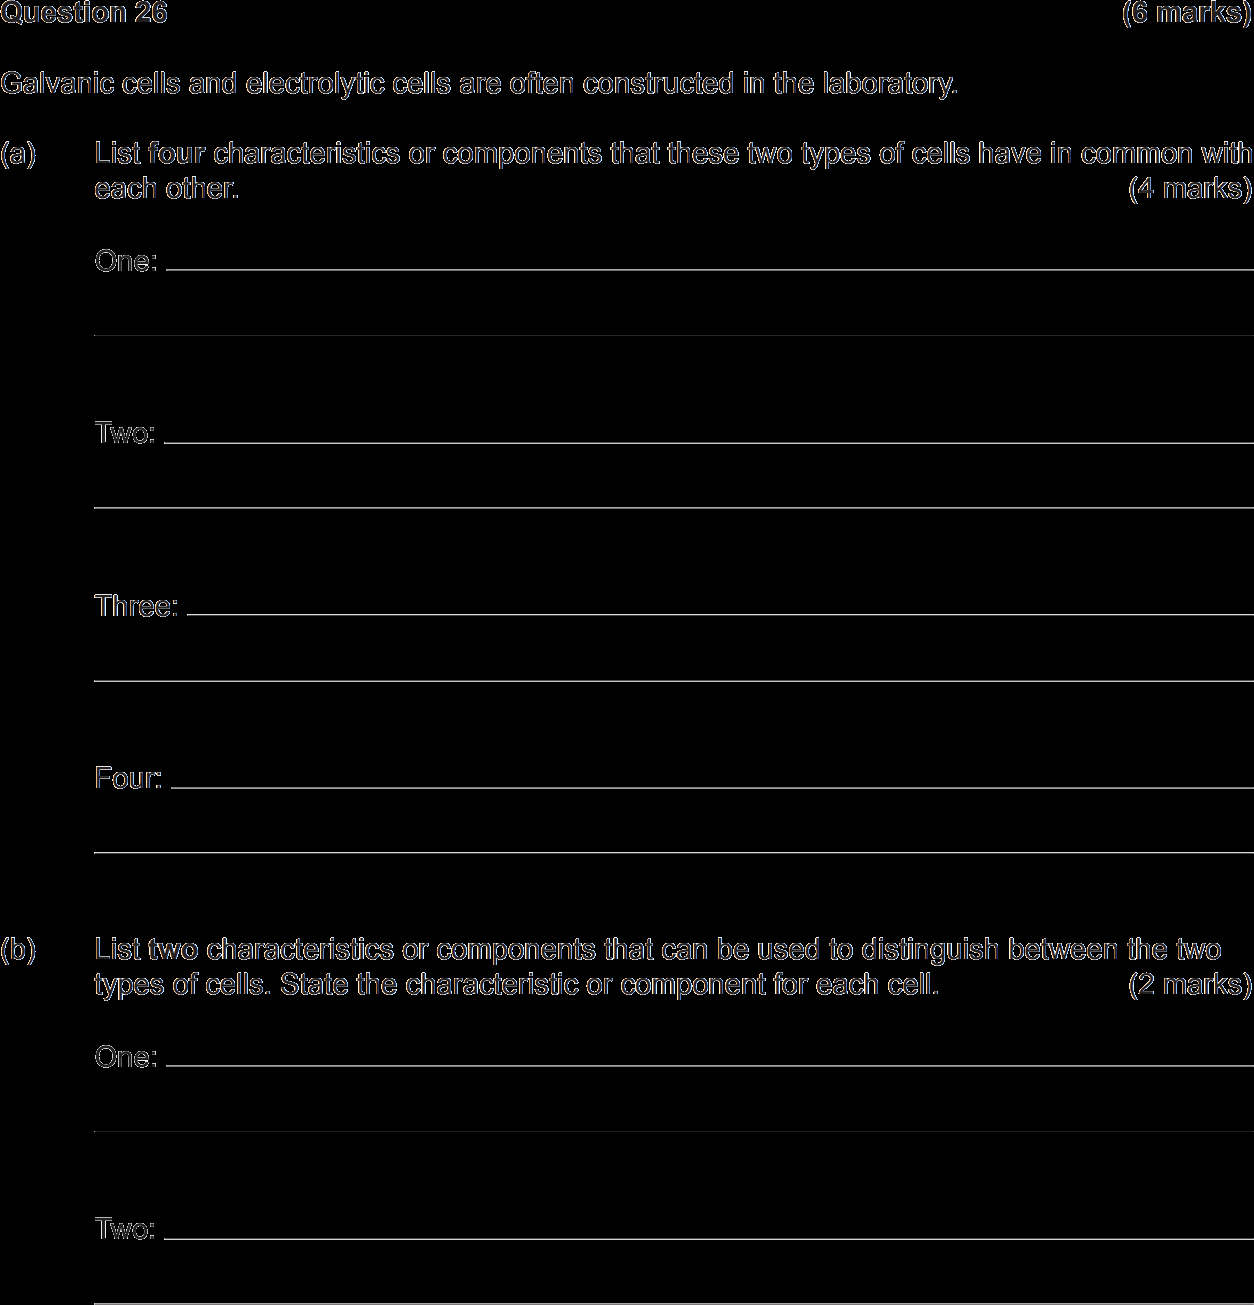 Question 26 (6 marks)
Galvanic cells and electrolytic cells are often constructed in the laboratory.
(a) List four characteristics or components that these two types of cells have in common with
each other. (4 marks)
One:
Two:
Three:
Four:
(b) List two characteristics or components that can be used to distinguish between the two
types of cells. State the characteristic or component for each cell. (2 marks)
One:
Two: